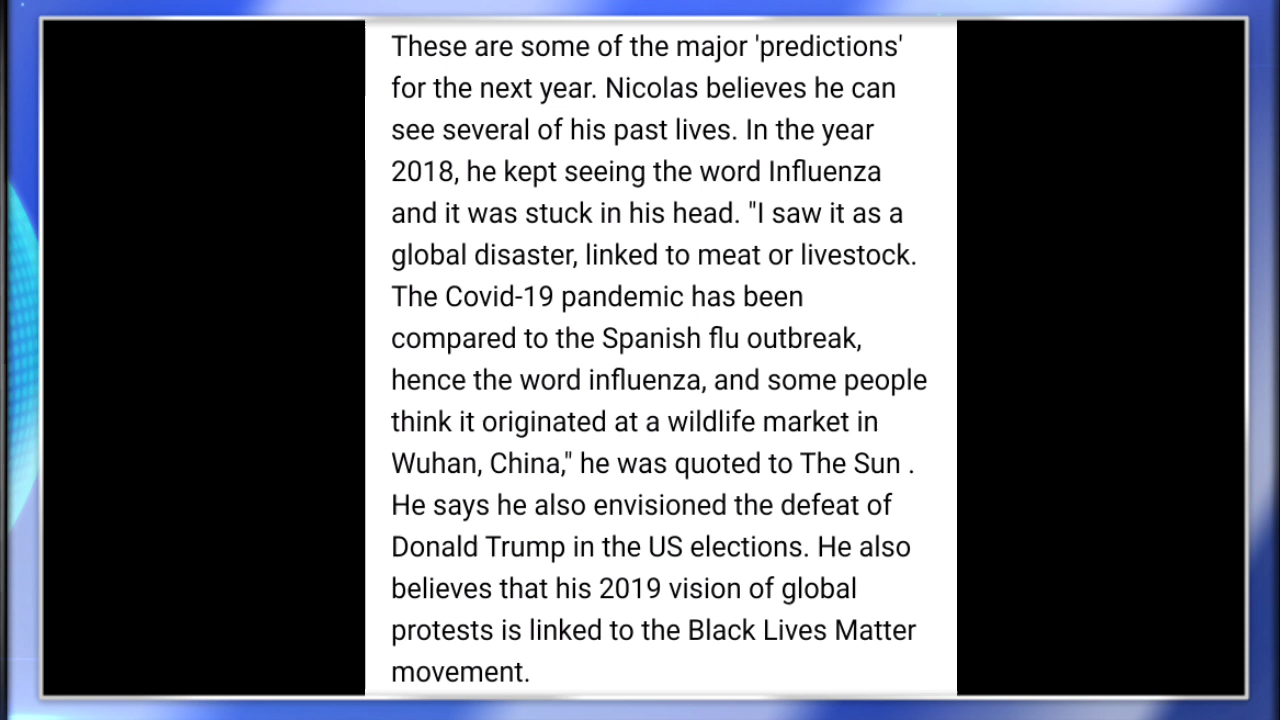 These are some of the major 'predictions'
for the next year. Nicolas believes he can
see several of his past lives. In the year
2018, he kept seeing the word Influenza
and it was stuck in his head. "I saw it as a
global disaster, linked to meat or livestock.
The Covid-19 pandemic has been
compared to the Spanish flu outbreak,
hence the word influenza, and some people
think it originated at a wildlife market in
Wuhan, China," he was quoted to The Sun .
He says he also envisioned the defeat of
Donald Trump in the US elections. He also
believes that his 2019 vision of global
protests is linked to the Black Lives Matter
movement.